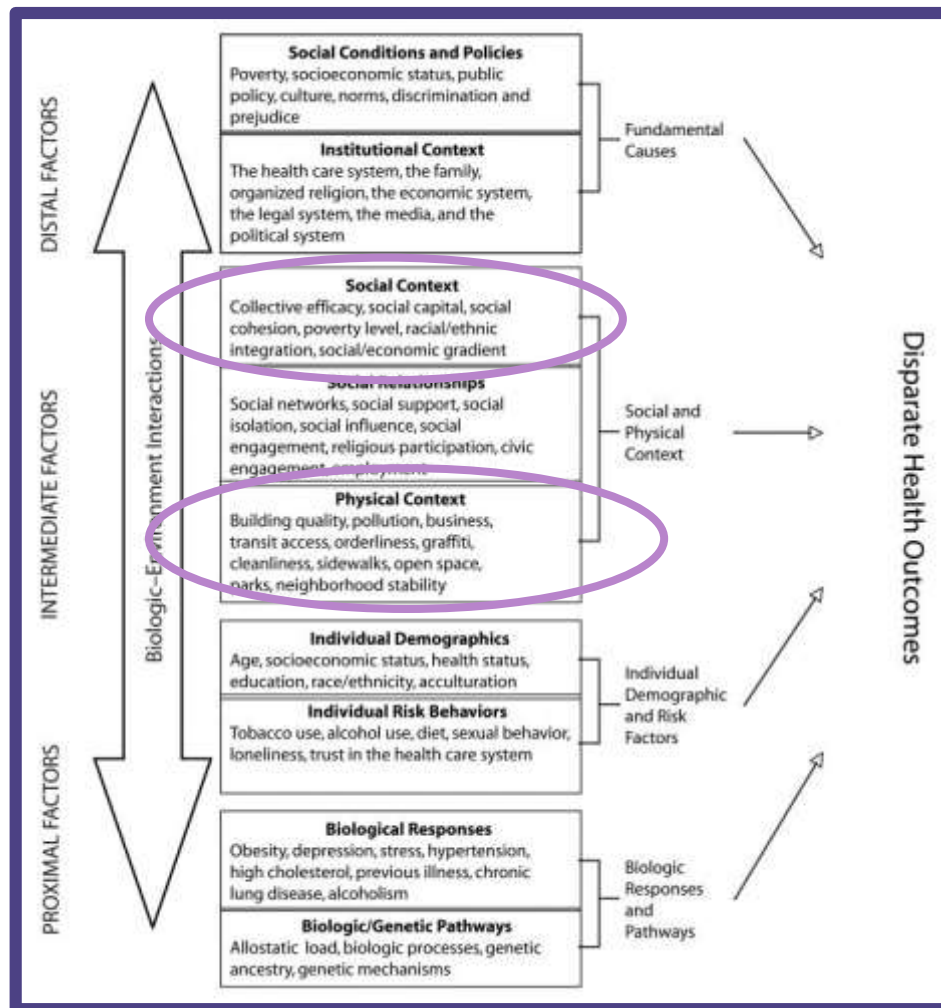 DISTAL FACTORS
INTERMEDIATE FACTORS
PROXIMAL FACTORS
Biologic–Environment Interactions
Social Conditions and Policies
Poverty, socioeconomic status, public
policy, culture, norms, discrimination and
prejudice
Institutional Context
The health care system, the family,
organized religion, the economic system,
the legal system, the media, and the
political system
Fundamental
Causes
Social Context
Collective efficacy, social capital, social
cohesion, poverty level, racial/ethnic
integration, social/economic gradient
Social Relationships
Social networks, social support, social
isolation, social influence, social
engagement, religious participation, civic
engagement, employment
Physical Context
Building quality, pollution, business,
transit access, orderliness, graffiti,
cleanliness, sidewalks, open space,
parks, neighborhood stability
Social and
Physical
Context
Individual Demographics
Age, socioeconomic status, health status,
education, race/ethnicity, acculturation
Individual Risk Behaviors
Tobacco use, alcohol use, diet, sexual behavior,
loneliness, trust in the health care system
Individual
Demographic
and Risk
Factors
Biological Responses
Obesity, depression, stress, hypertension,
high cholesterol, previous illness, chronic
lung disease, alcoholism
Biologic/Genetic Pathways
Allostatic load, biologic processes, genetic
ancestry, genetic mechanisms
Biologic
Responses
and
Pathways
Disparate Health Outcomes